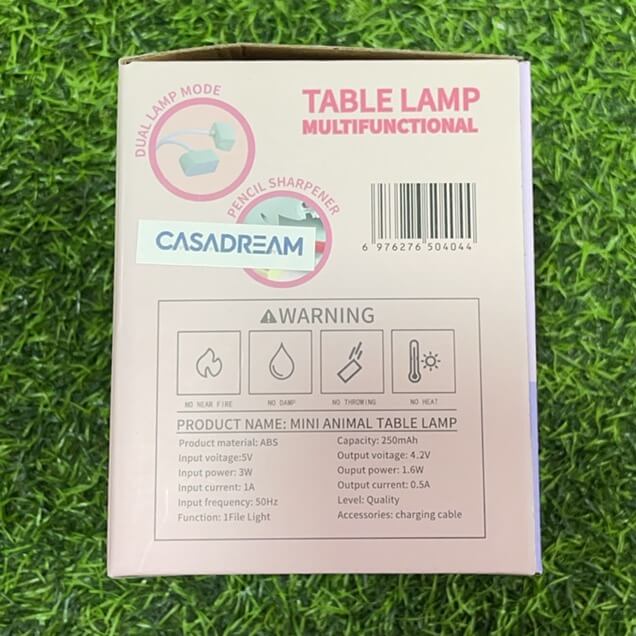 DUAL LAMP MODE
TABLE LAMP
MULTIFUNCTIONAL
PENCIL SHARPENER
CASADREAM
6 976276 504044
WARNING
NO NEAR FIRE
NO DAMP
NO THROWING
NO HEAT
PRODUCT NAME: MINI ANIMAL TABLE LAMP
Product material: ABS
Input voltage:5V
Input power: 3W
Input current: 1A
Input frequency: 50Hz
Function: 1File Light
Capacity: 250mAh
Output voltage: 4.2V
Ouput power: 1.6W
Output current: 0.5A
Level: Quality
Accessories: charging cable